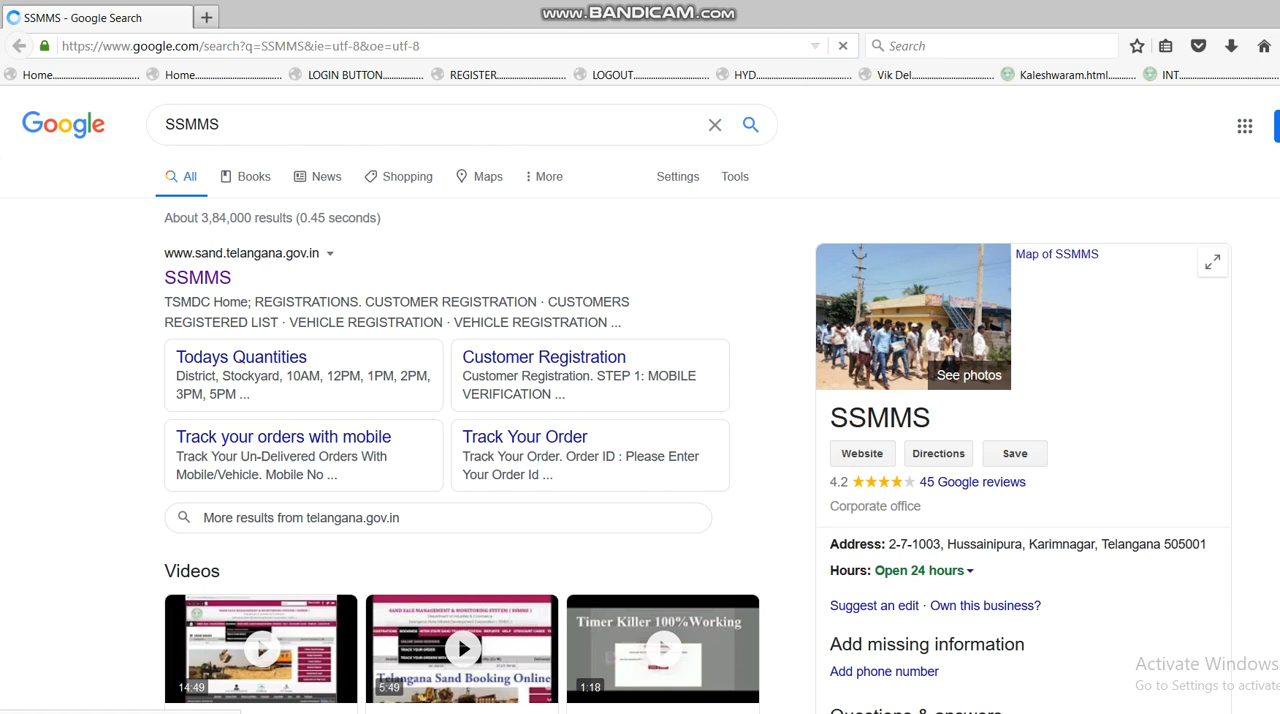 SSMMS - Google Search
www.BANDICAM.com
https://www.google.com/search?q=SSMMS&ie=utf-8&oe=utf-8
Search
Home............................
Home............................
LOGIN BUTTON...............
REGISTER.........................
LOGOUT..........................
HYD................................
Vik Del............................
Kaleshwaram.html..........
INT............................
Google
SSMMS
All
Books
News
Shopping
Maps
More
Settings
Tools
About 3,84,000 results (0.45 seconds)
www.sand.telangana.gov.in
SSMMS
TSMDC Home; REGISTRATIONS. CUSTOMER REGISTRATION · CUSTOMERS
REGISTERED LIST · VEHICLE REGISTRATION · VEHICLE REGISTRATION ...
Todays Quantities
District, Stockyard, 10AM, 12PM, 1PM, 2PM,
3PM, 5PM ...
Customer Registration
Customer Registration. STEP 1: MOBILE
VERIFICATION ...
Track your orders with mobile
Track Your Un-Delivered Orders With
Mobile/Vehicle. Mobile No ...
Track Your Order
Track Your Order. Order ID : Please Enter
Your Order Id ...
More results from telangana.gov.in
Videos
14:49
SAND SALE MANAGEMENT & MONITORING SYSTEM ( SSMMS )
Telangana Sand Booking Online
5:49
Timer Killer 100%Working
1:18
Map of SSMMS
See photos
SSMMS
Website
Directions
Save
4.2 ★★★★★ 45 Google reviews
Corporate office
Address: 2-7-1003, Hussainipura, Karimnagar, Telangana 505001
Hours: Open 24 hours
Suggest an edit · Own this business?
Add missing information
Add phone number
Questions & answers
Activate Windows
Go to Settings to activate